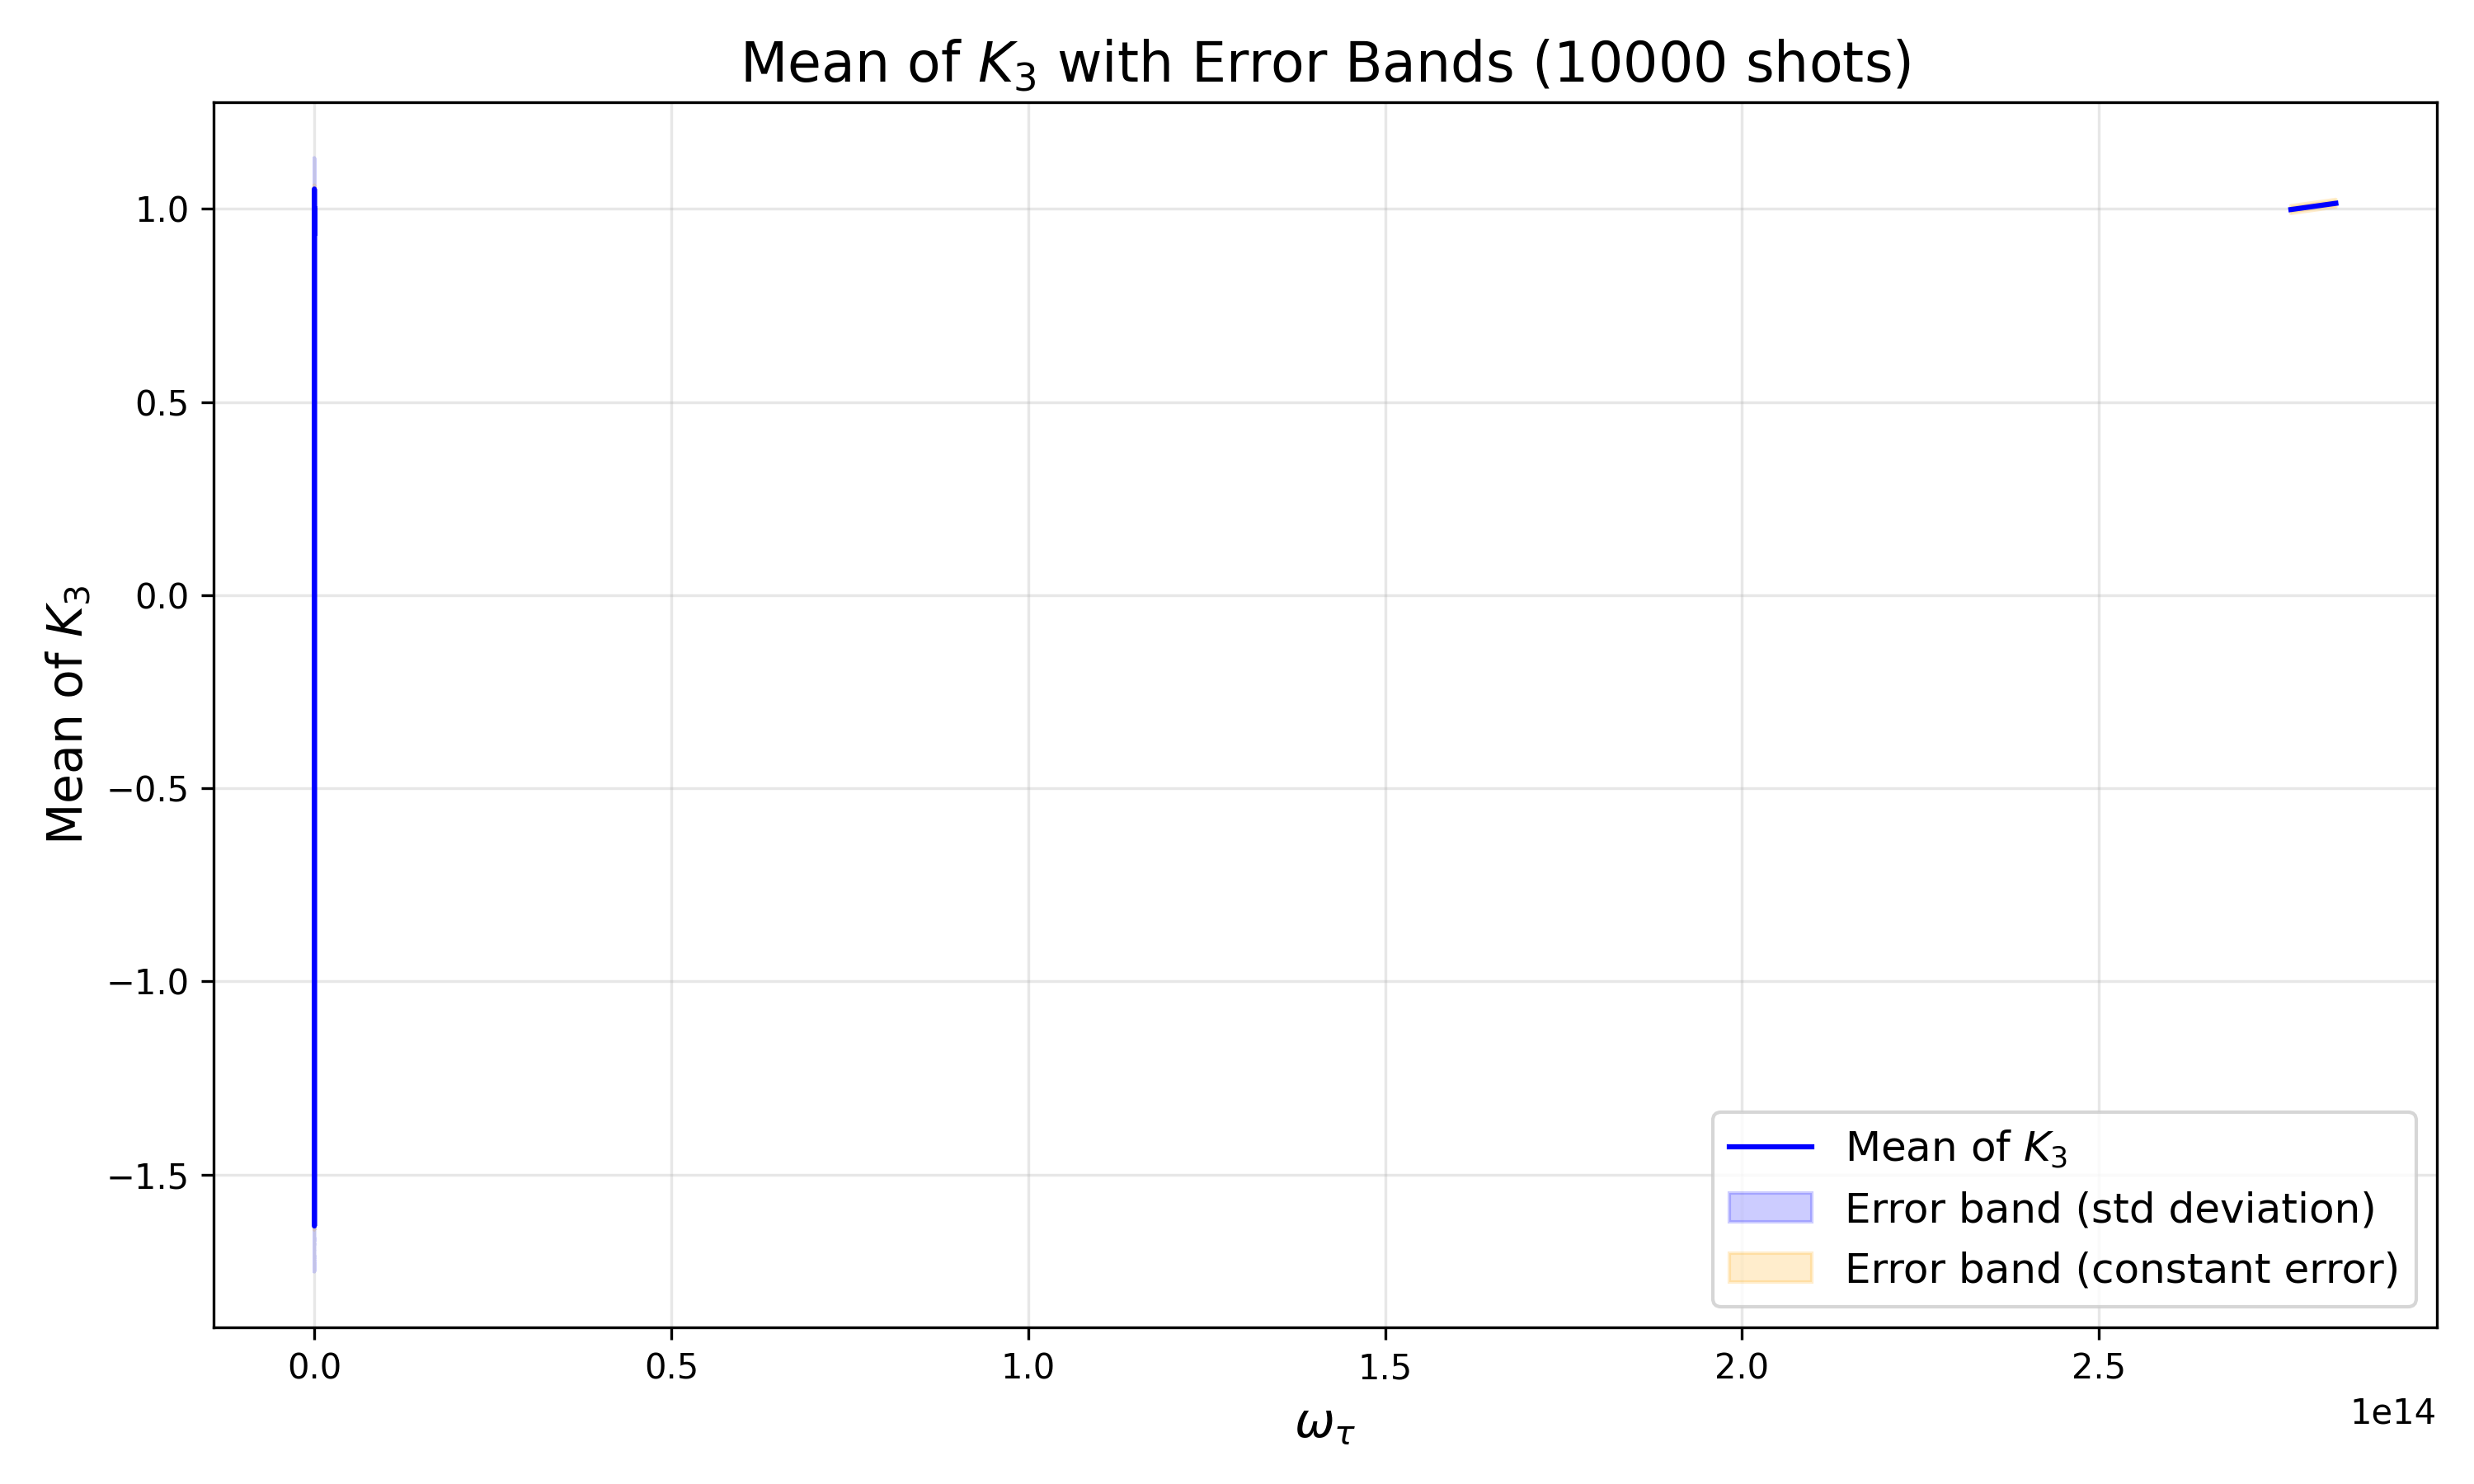 Mean of K₃ with Error Bands (10000 shots)
Mean of K₃
1.0
0.5
0.0
−0.5
−1.0
−1.5
0.0 0.5 1.0 1.5 2.0 2.5
1e14
ω_τ
Mean of K₃
Error band (std deviation)
Error band (constant error)